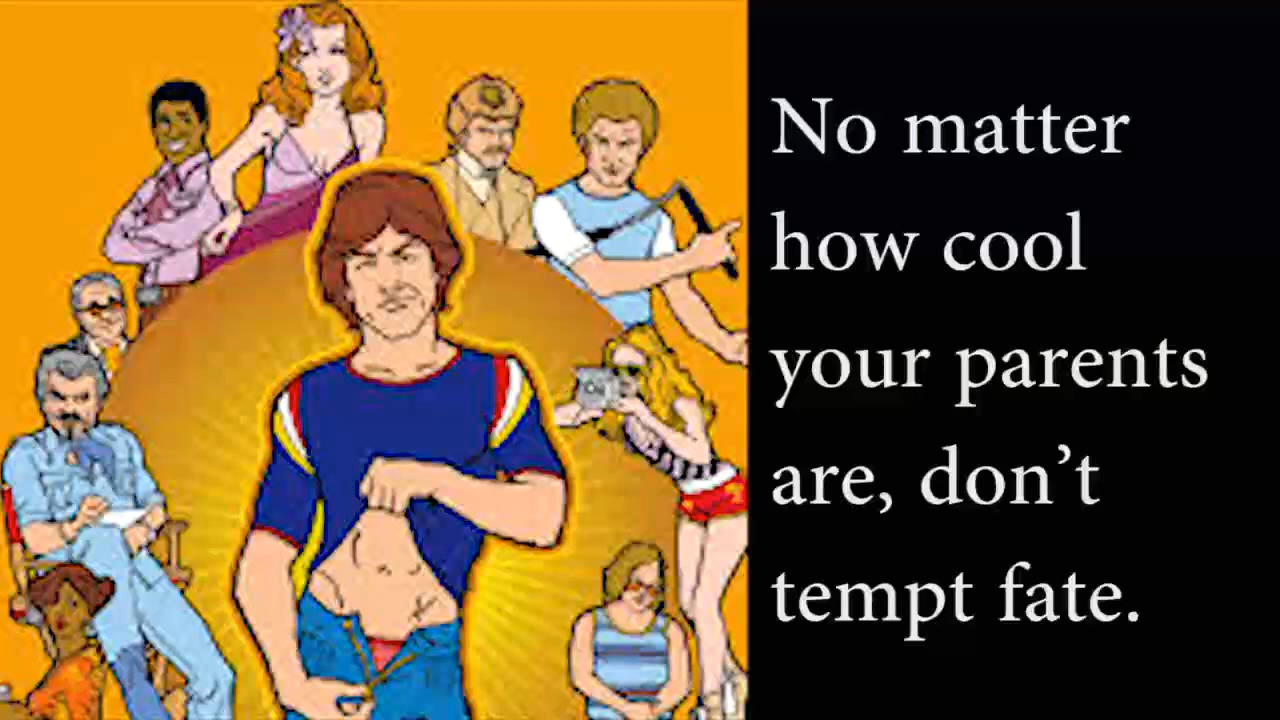 No matter
how cool
your parents
are, don’t
tempt fate.